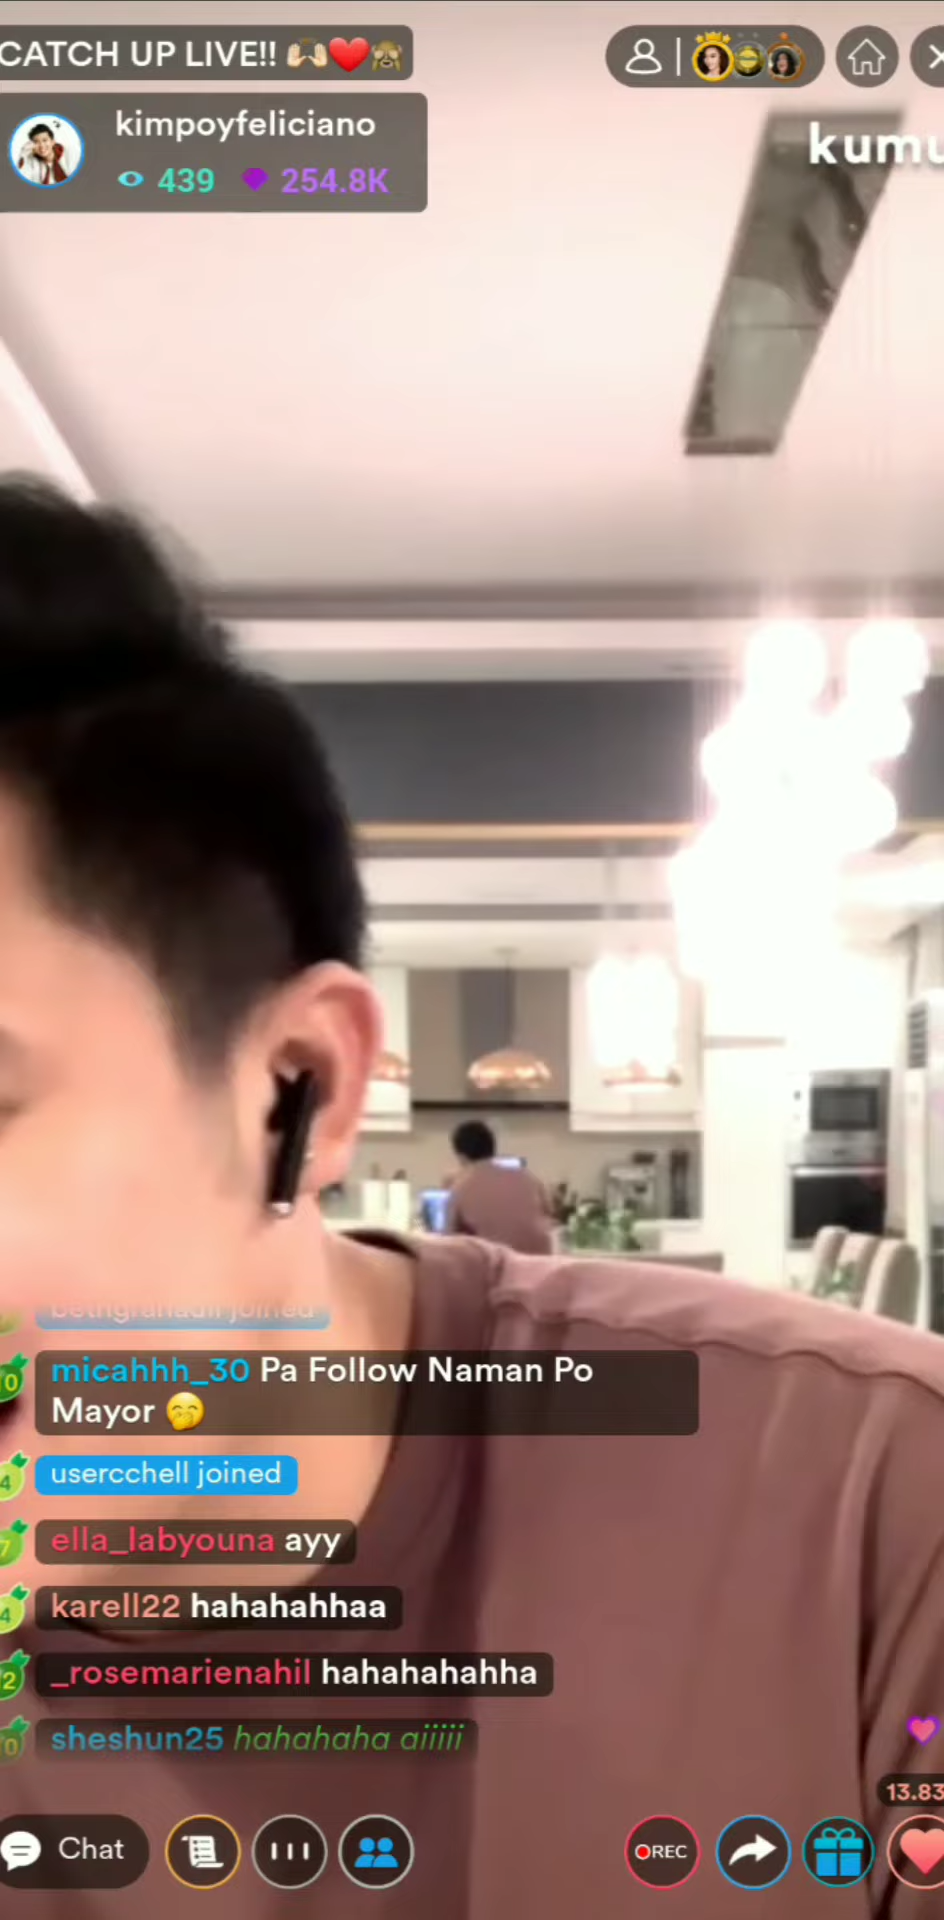 CATCH UP LIVE!! 🙌🏻❤️🙈
kimpoyfeliciano
439 254.8K
kumu
joined
micahhh_30 Pa Follow Naman Po
Mayor 🤭
usercchell joined
ella_labyouna ayy
karell22 hahahahhaa
_rosemarienahil hahahahahha
sheshun25 hahahaha aiiiii
13.83
Chat
REC